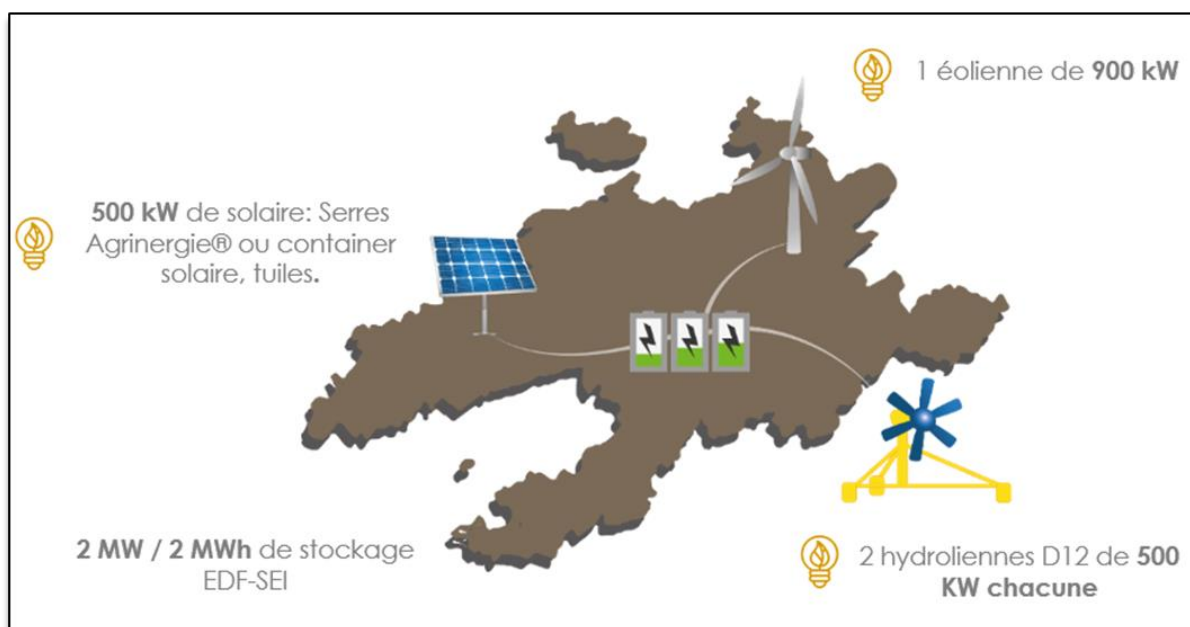 1 éolienne de 900 kW
500 kW de solaire: Serres
Agrinergie® ou container
solaire, tuiles.
2 MW / 2 MWh de stockage
EDF-SEI
2 hydroliennes D12 de 500
KW chacune